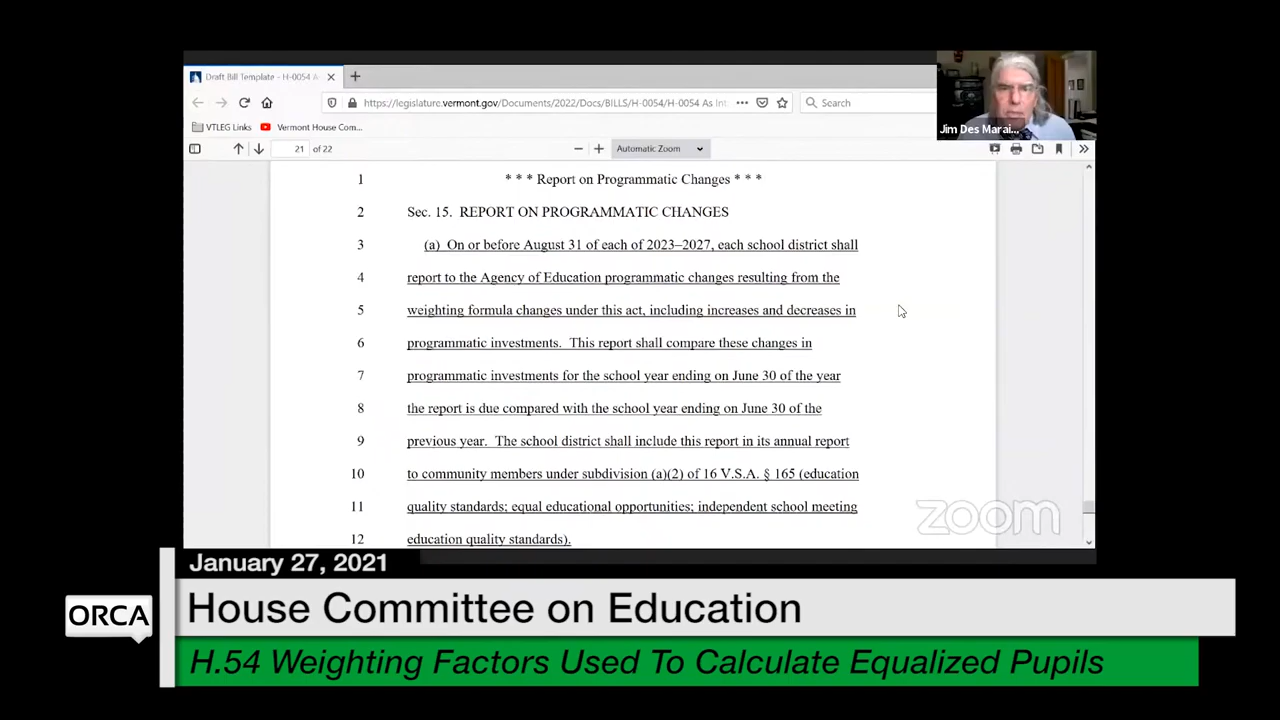 Draft Bill Template - H-0054 A
https://legislature.vermont.gov/Documents/2022/Docs/BILLS/H-0054/H-0054 As Int
Search
VTLEG Links
Vermont House Com...
21 of 22
Automatic Zoom
Jim Des Marai...
1 * * * Report on Programmatic Changes * * *
2 Sec. 15. REPORT ON PROGRAMMATIC CHANGES
3 (a) On or before August 31 of each of 2023–2027, each school district shall
4 report to the Agency of Education programmatic changes resulting from the
5 weighting formula changes under this act, including increases and decreases in
6 programmatic investments. This report shall compare these changes in
7 programmatic investments for the school year ending on June 30 of the year
8 the report is due compared with the school year ending on June 30 of the
9 previous year. The school district shall include this report in its annual report
10 to community members under subdivision (a)(2) of 16 V.S.A. § 165 (education
11 quality standards; equal educational opportunities; independent school meeting
12 education quality standards).
zoom
January 27, 2021
ORCA
House Committee on Education
H.54 Weighting Factors Used To Calculate Equalized Pupils